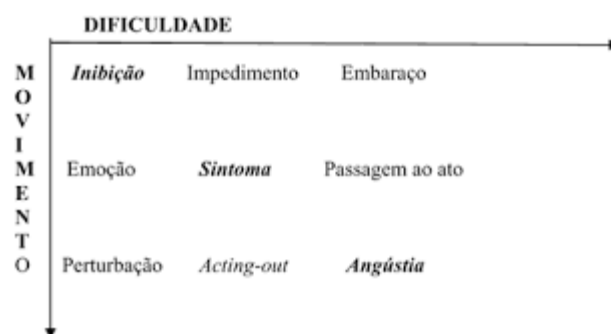 DIFICULDADE
MOVIMENTO
Inibição Impedimento Embaraço
Emoção Sintoma Passagem ao ato
Perturbação Acting-out Angústia